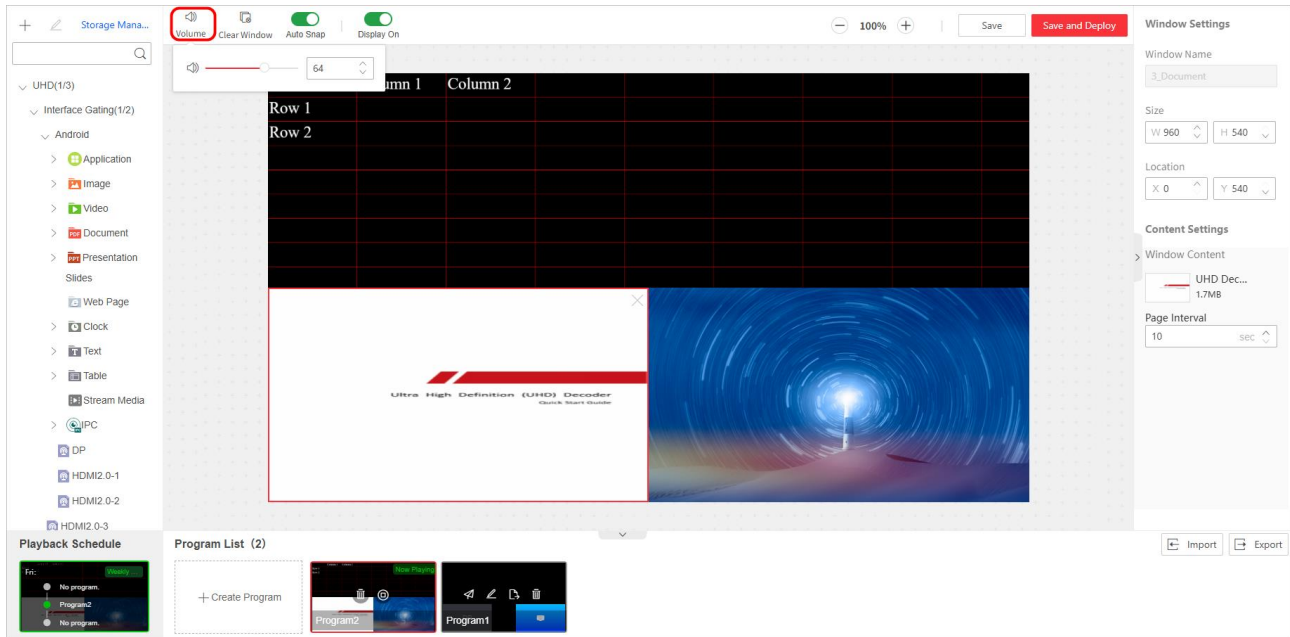 Storage Mana...
Volume
Clear Window
Auto Snap
Display On
100%
Save
Save and Deploy
64
UHD(1/3)
Interface Gating(1/2)
Android
Application
Image
Video
PDF Document
PPT Presentation
Slides
Web Page
Clock
T Text
Table
Stream Media
IPC
DP
HDMI2.0-1
HDMI2.0-2
HDMI2.0-3
umn 1 Column 2
Row 1
Row 2
Ultra High Definition (UHD) Decoder
Quick Start Guide
Window Settings
Window Name
3_Document
Size
W 960
H 540
Location
X 0
Y 540
Content Settings
Window Content
UHD Dec...
1.7MB
Page Interval
10 sec
Playback Schedule
Fri:
Weekly ...
No program.
Program2
No program.
Program List (2)
Import
Export
+ Create Program
Now Playing
Program2
Program1